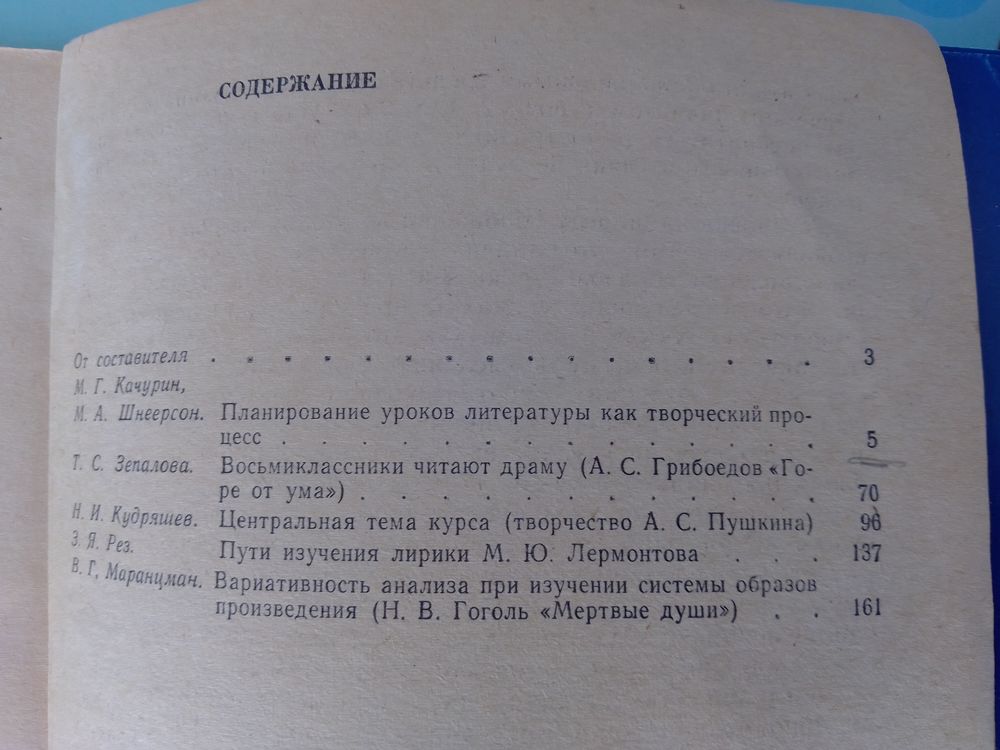 СОДЕРЖАНИЕ
От составителя . . . . . . . . . . . . . . . . 3
М. Г. Качурин,
М. А. Шнеерсон. Планирование уроков литературы как творческий про-
цесс . . . . . . . . . . . . . . 5
Т. С. Зепалова. Восьмиклассники читают драму (А. С. Грибоедов «Го-
ре от ума») . . . . . . . . . . . . 70
Н. И. Кудряшев. Центральная тема курса (творчество А. С. Пушкина) 96
З. Я. Рез. Пути изучения лирики М. Ю. Лермонтова . . . 137
В. Г. Маранцман. Вариативность анализа при изучении системы образов
произведения (Н. В. Гоголь «Мертвые души») . . 161